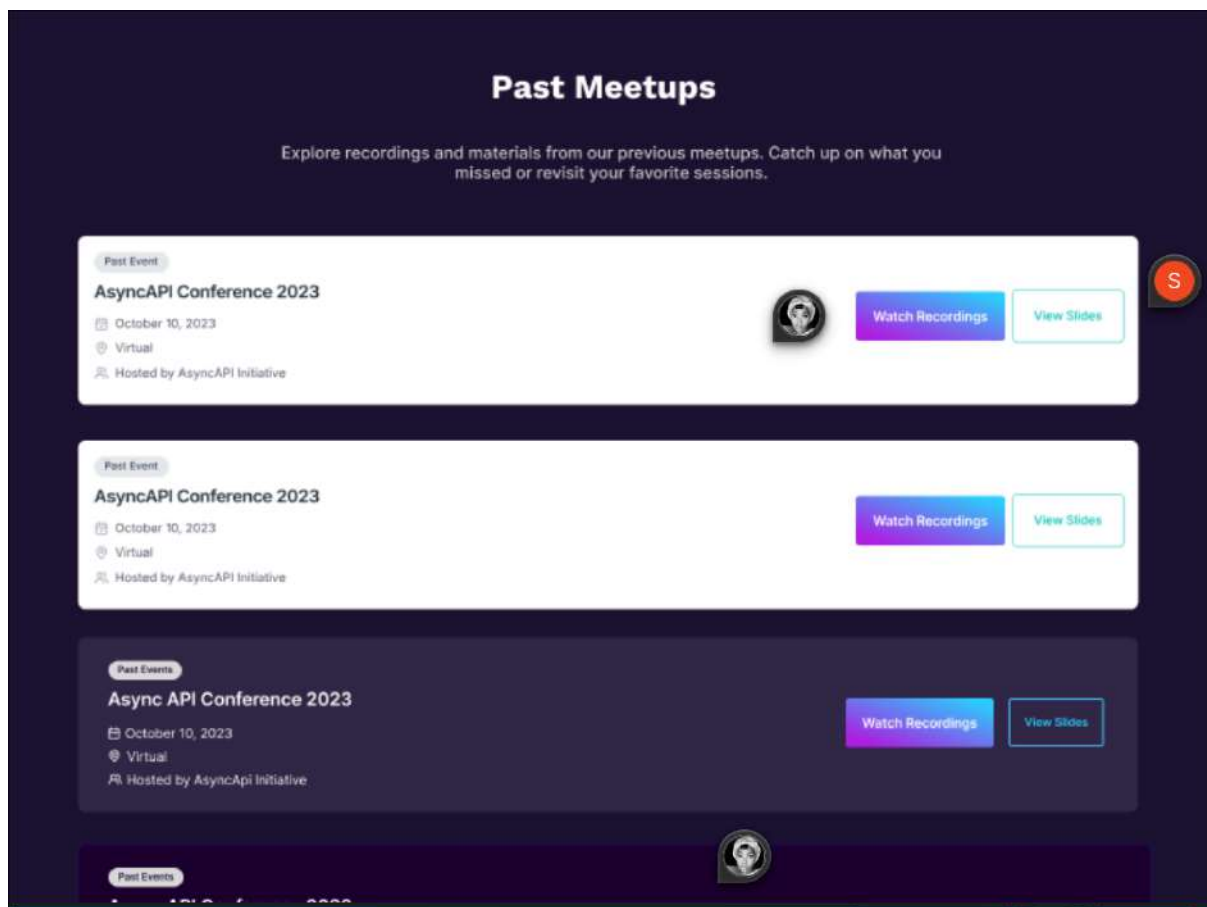 Past Meetups
Explore recordings and materials from our previous meetups. Catch up on what you
missed or revisit your favorite sessions.
Past Event
AsyncAPI Conference 2023
October 10, 2023
Virtual
Hosted by AsyncAPI Initiative
Watch Recordings
View Slides
S
Past Event
AsyncAPI Conference 2023
October 10, 2023
Virtual
Hosted by AsyncAPI Initiative
Watch Recordings
View Slides
Past Events
Async API Conference 2023
October 10, 2023
Virtual
Hosted by AsyncApi Initiative
Watch Recordings
View Slides
Past Events